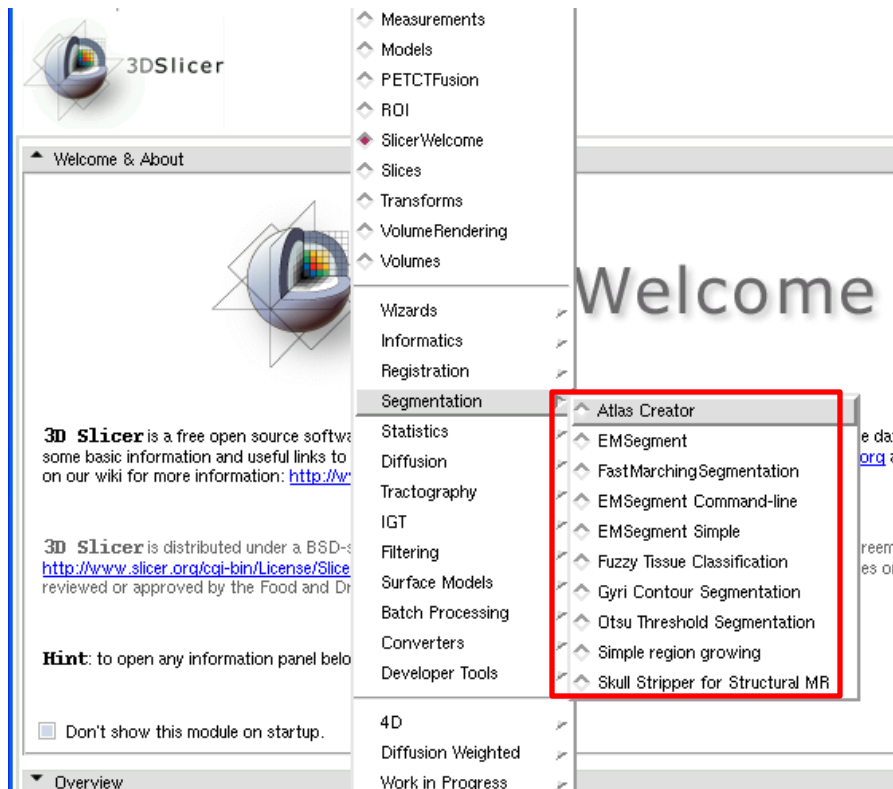 3DSlicer
Welcome & About
Welcome
3D Slicer is a free open source softwa
some basic information and useful links to
on our wiki for more information: http://w
e da
org
3D Slicer is distributed under a BSD-s
http://www.slicer.org/cgi-bin/License/Slice
reviewed or approved by the Food and Dr
reem
es o
Hint: to open any information panel belo
Don't show this module on startup.
Overview
Measurements
Models
PETCTFusion
ROI
SlicerWelcome
Slices
Transforms
VolumeRendering
Volumes
Wizards
Informatics
Registration
Segmentation
Statistics
Diffusion
Tractography
IGT
Filtering
Surface Models
Batch Processing
Converters
Developer Tools
4D
Diffusion Weighted
Work in Progress
Atlas Creator
EMSegment
FastMarchingSegmentation
EMSegment Command-line
EMSegment Simple
Fuzzy Tissue Classification
Gyri Contour Segmentation
Otsu Threshold Segmentation
Simple region growing
Skull Stripper for Structural MR